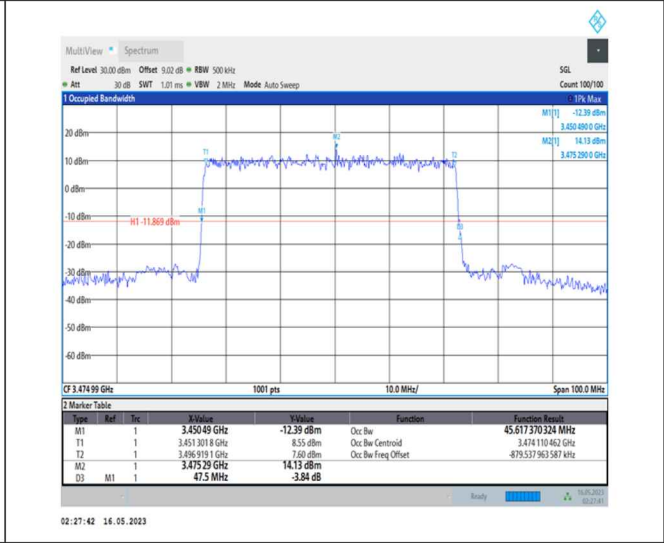 MultiView Spectrum
Ref Level 30.00 dBm Offset 9.02 dB RBW 500 kHz SGL
Att 30 dB SWT 1.01 ms VBW 2 MHz Mode Auto Sweep Count 100/100
1 Occupied Bandwidth 1Pk Max
M1[1] -12.39 dBm
3.450 490 0 GHz
M2[1] 14.13 dBm
3.475 290 0 GHz
20 dBm
M2
T1
T2
10 dBm
0 dBm
M1
-10 dBm
H1 -11.869 dBm
D3
-20 dBm
-30 dBm
-40 dBm
-50 dBm
-60 dBm
CF 3.474 99 GHz 1001 pts 10.0 MHz/ Span 100.0 MHz
2 Marker Table
Type Ref Trc X-Value Y-Value Function Function Result
M1 1 3.450 49 GHz -12.39 dBm Occ Bw 45.617 370 324 MHz
T1 1 3.451 301 8 GHz 8.55 dBm Occ Bw Centroid 3.474 110 462 GHz
T2 1 3.496 919 1 GHz 7.60 dBm Occ Bw Freq Offset -879.537 963 587 kHz
M2 1 3.475 29 GHz 14.13 dBm
D3 M1 1 47.5 MHz -3.84 dB
Ready 16.05.2023
02:27:41
02:27:42 16.05.2023